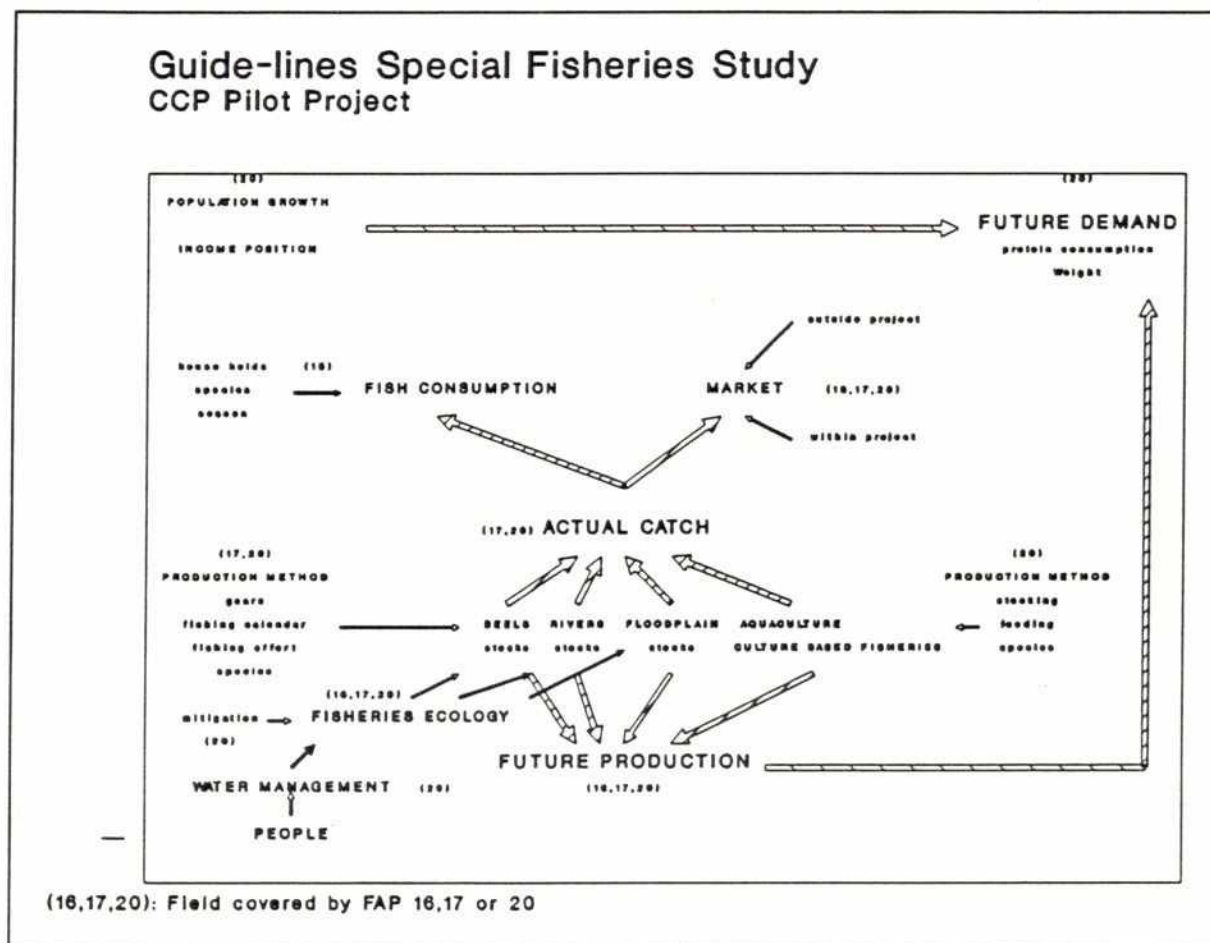 Guide-lines Special Fisheries Study
CCP Pilot Project
(20)
POPULATION GROWTH
INCOME POSITION
(20)
FUTURE DEMAND
protein consumption
Weight
outside project
house holds (16)
species
season
FISH CONSUMPTION
MARKET (16,17,20)
within project
(17,20) ACTUAL CATCH
(17,20)
PRODUCTION METHOD
gears
fishing calendar
fishing effort
species
BEELS RIVERS FLOODPLAIN AQUACULTURE
stocks stocks stocks CULTURE BASED FISHERIES
(20)
PRODUCTION METHOD
stocking
feeding
species
(16,17,20)
mitigation FISHERIES ECOLOGY
(20)
FUTURE PRODUCTION
(16,17,20)
WATER MANAGEMENT (20)
PEOPLE
(16,17,20): Field covered by FAP 16,17 or 20